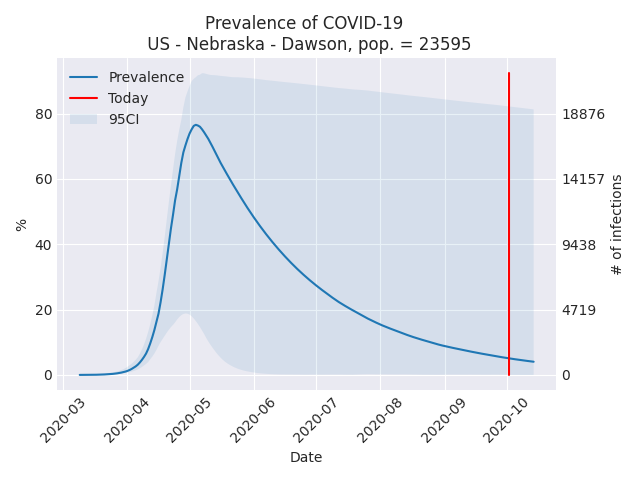 Prevalence of COVID-19
US - Nebraska - Dawson, pop. = 23595
Prevalence
Today
95CI
80
60
40
20
0
%
18876
14157
9438
4719
0
# of infections
2020-03
2020-04
2020-05
2020-06
2020-07
2020-08
2020-09
2020-10
Date